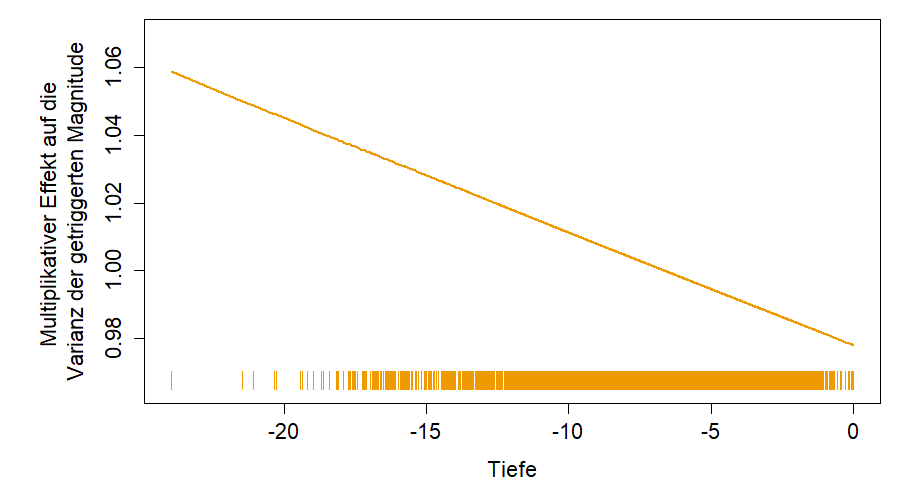 Multiplikativer Effekt auf die
Varianz der getriggerten Magnitude
1.06
1.04
1.02
1.00
0.98
-20 -15 -10 -5 0
Tiefe